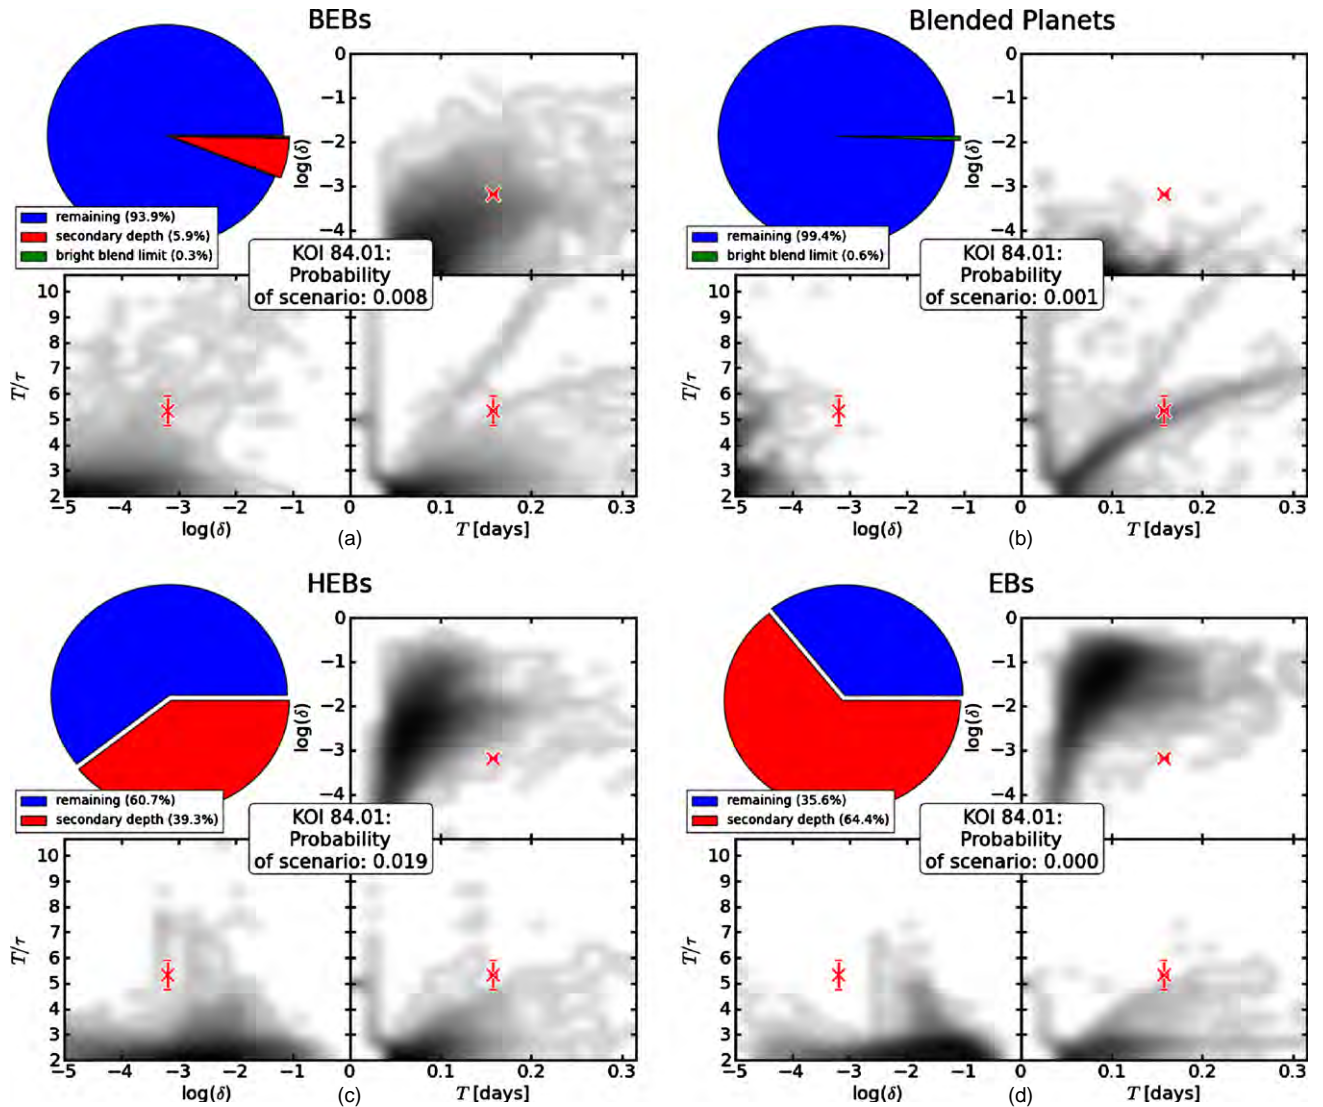 BEBs
0
−1
−2
−3
−4
log(δ)
remaining (93.9%)
secondary depth (5.9%)
bright blend limit (0.3%)
KOI 84.01:
Probability
of scenario: 0.008
10
9
8
7
6
5
4
3
2
T/τ
−5 −4 −3 −2 −1 0 0.1 0.2 0.3
log(δ) T [days]
(a)
Blended Planets
0
−1
−2
−3
−4
log(δ)
remaining (99.4%)
bright blend limit (0.6%)
KOI 84.01:
Probability
of scenario: 0.001
10
9
8
7
6
5
4
3
2
T/τ
−5 −4 −3 −2 −1 0 0.1 0.2 0.3
log(δ) T [days]
(b)
HEBs
0
−1
−2
−3
−4
log(δ)
remaining (60.7%)
secondary depth (39.3%)
KOI 84.01:
Probability
of scenario: 0.019
10
9
8
7
6
5
4
3
2
T/τ
−5 −4 −3 −2 −1 0 0.1 0.2 0.3
log(δ) T [days]
(c)
EBs
0
−1
−2
−3
−4
log(δ)
remaining (35.6%)
secondary depth (64.4%)
KOI 84.01:
Probability
of scenario: 0.000
10
9
8
7
6
5
4
3
2
T/τ
−5 −4 −3 −2 −1 0 0.1 0.2 0.3
log(δ) T [days]
(d)